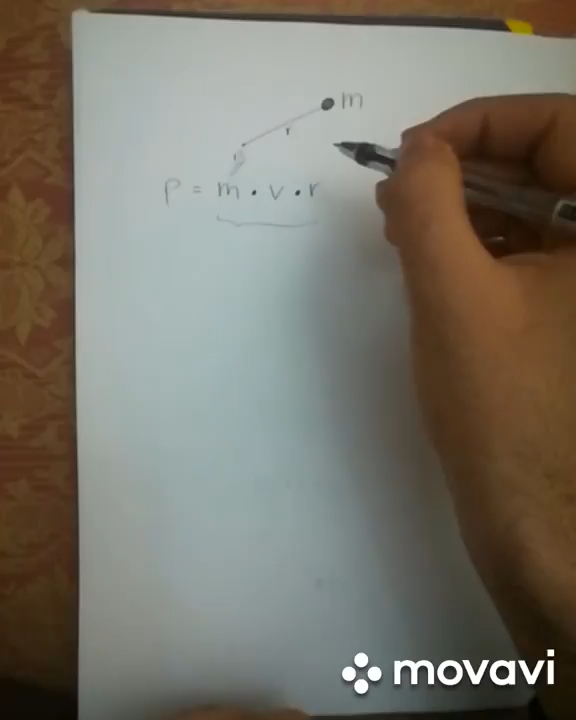 m
r
P = m • v • r
movavi